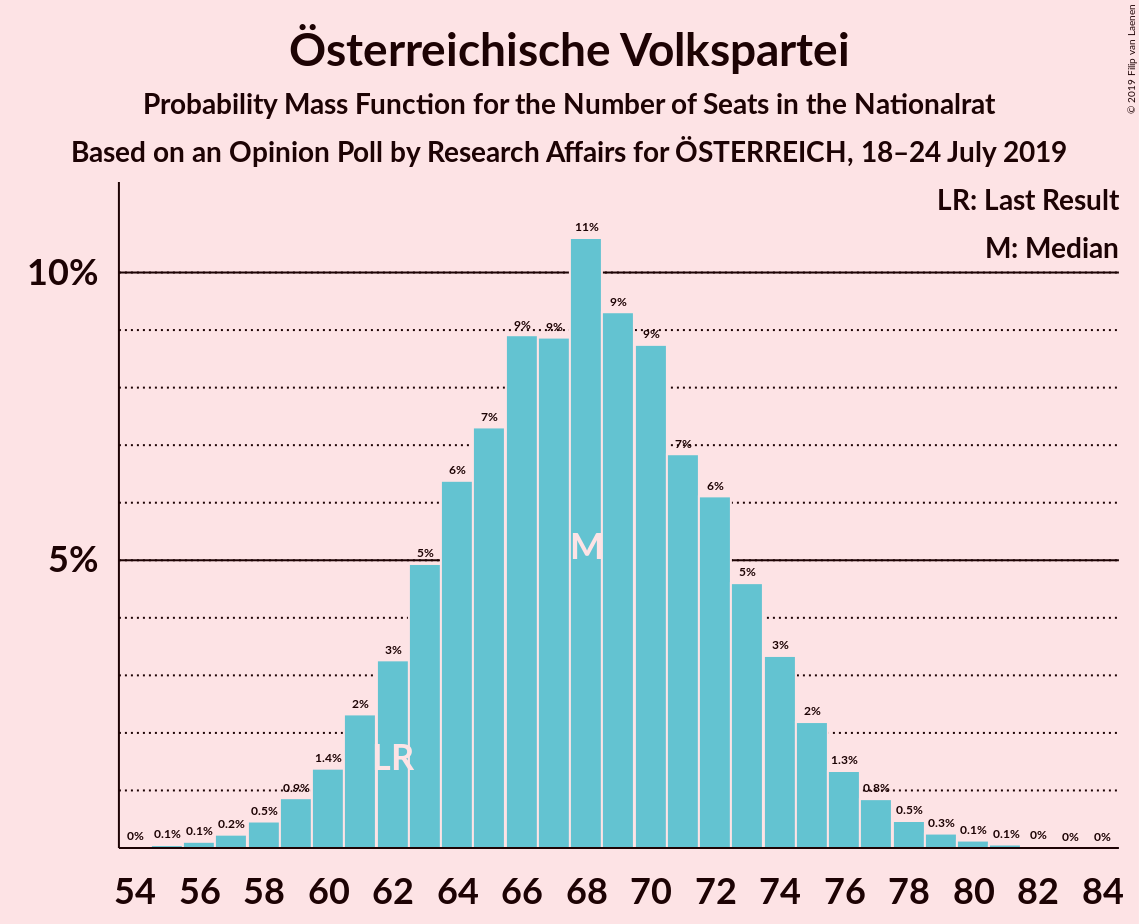 Österreichische Volkspartei
Probability Mass Function for the Number of Seats in the Nationalrat
Based on an Opinion Poll by Research Affairs for ÖSTERREICH, 18–24 July 2019
© 2019 Filip van Laenen
LR: Last Result
M: Median
10%
5%
0% 0.1% 0.1% 0.2% 0.5% 0.9% 1.4% 2% 3% 5% 6% 7% 9% 9% 11% 9% 9% 7% 6% 5% 3% 2% 1.3% 0.8% 0.5% 0.3% 0.1% 0.1% 0% 0% 0%
LR M
54 56 58 60 62 64 66 68 70 72 74 76 78 80 82 84